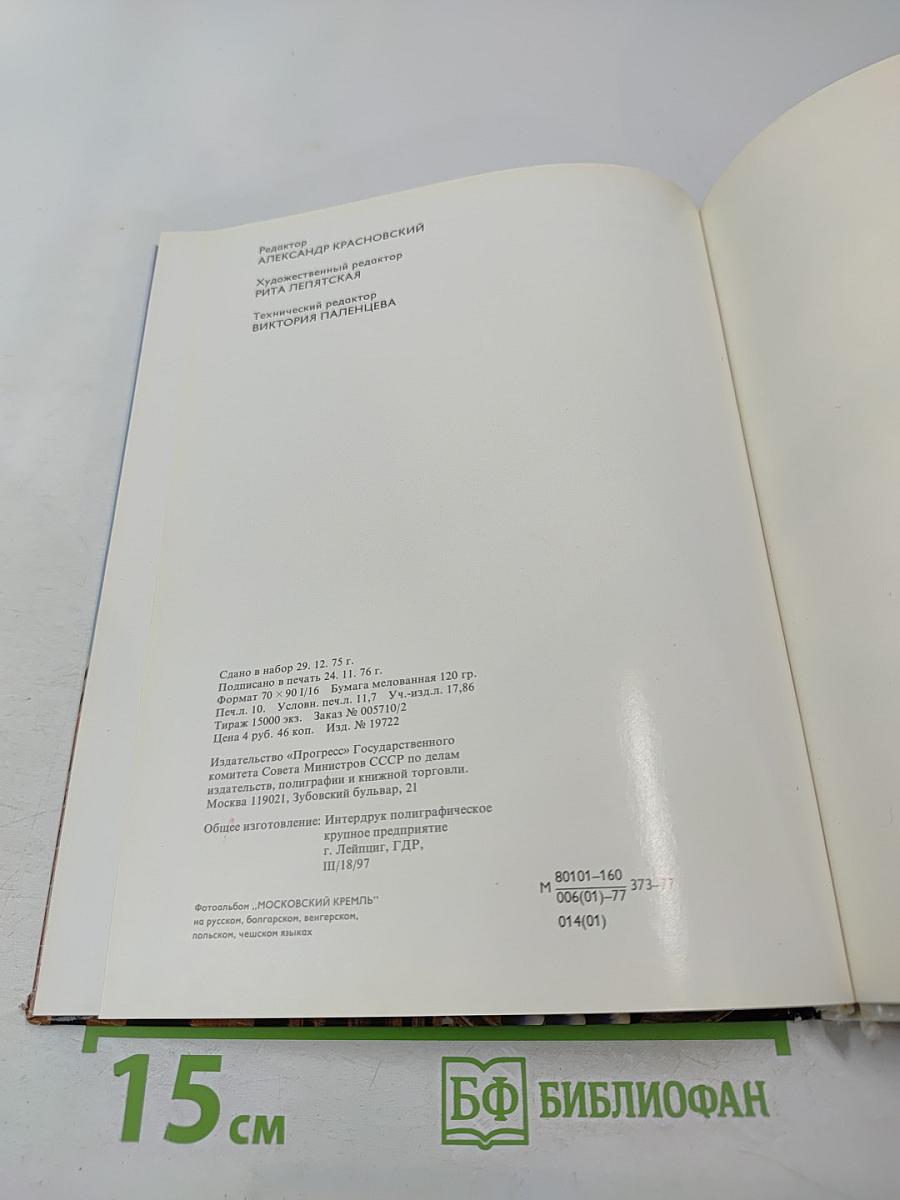 Редактор
АЛЕКСАНДР КРАСНОВСКИЙ
Художественный редактор
РИТА ЛЕПЯТСКАЯ
Технический редактор
ВИКТОРИЯ ПАЛЕНЦЕВА
Сдано в набор 29. 12. 75 г.
Подписано в печать 24. 11. 76 г.
Формат 70 × 90 I/16 Бумага мелованная 120 гр.
Печ.л. 10. Условн. печ.л. 11,7 Уч.-изд.л. 17,86
Тираж 15000 экз. Заказ № 005710/2
Цена 4 руб. 46 коп. Изд. № 19722
Издательство «Прогресс» Государственного
комитета Совета Министров СССР по делам
издательств, полиграфии и книжной торговли.
Москва 119021, Зубовский бульвар, 21
Общее изготовление: Интердрук полиграфическое
крупное предприятие
г. Лейпциг, ГДР,
III/18/97
М 80101–160 373–77
006(01)–77
014(01)
Фотоальбом „МОСКОВСКИЙ КРЕМЛЬ"
на русском, болгарском, венгерском,
польском, чешском языках
15 см
БФ БИБЛИОФАН